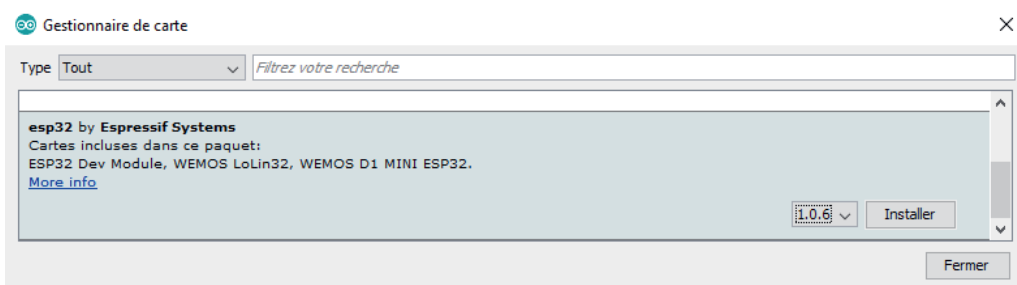 Gestionnaire de carte
Type Tout Filtrez votre recherche
esp32 by Espressif Systems
Cartes incluses dans ce paquet:
ESP32 Dev Module, WEMOS LoLin32, WEMOS D1 MINI ESP32.
More info
1.0.6 Installer
Fermer